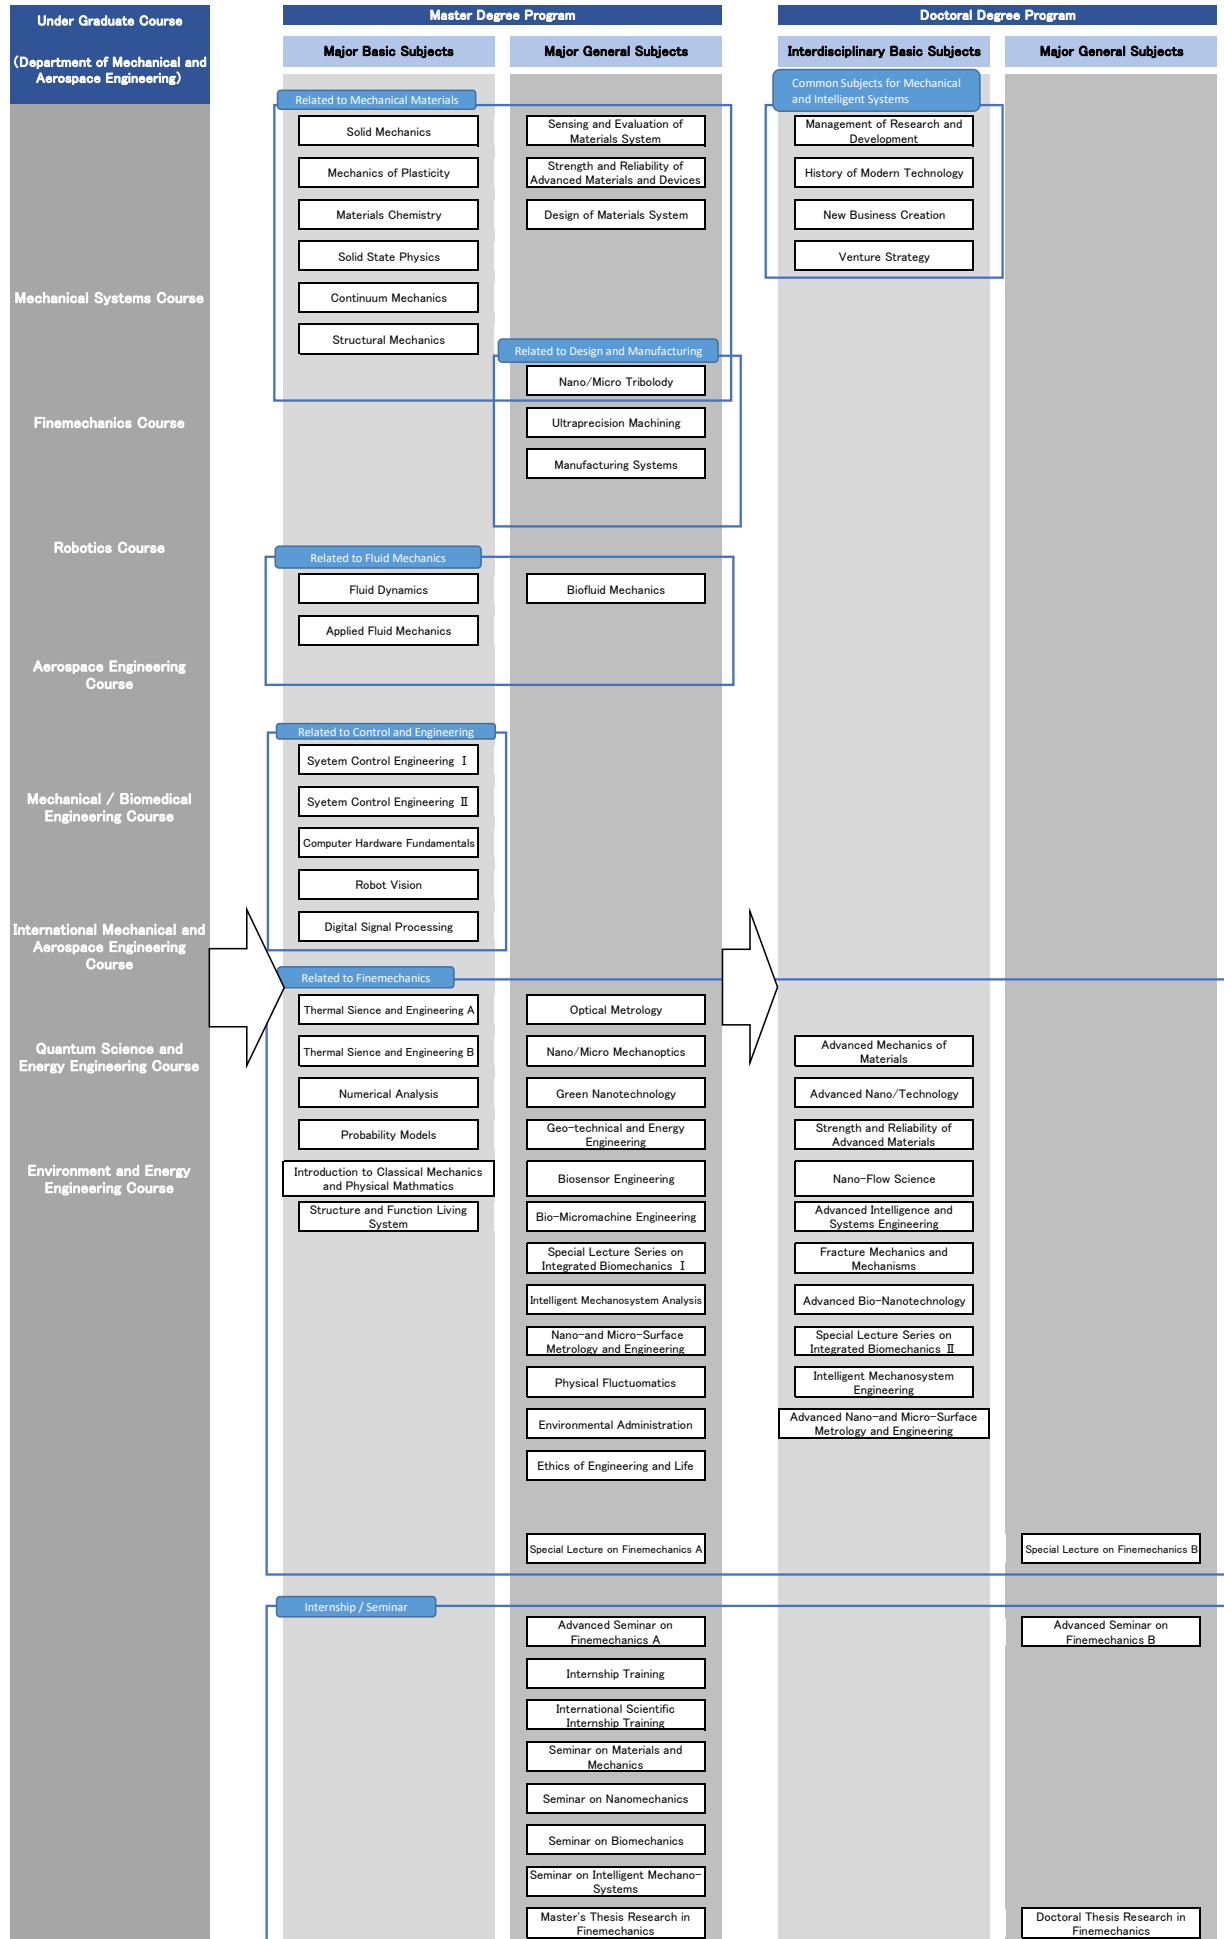 Under Graduate Course
(Department of Mechanical and
Aerospace Engineering)
Mechanical Systems Course
Finemechanics Course
Robotics Course
Aerospace Engineering
Course
Mechanical / Biomedical
Engineering Course
International Mechanical and
Aerospace Engineering
Course
Quantum Science and
Energy Engineering Course
Environment and Energy
Engineering Course
Master Degree Program
Major Basic Subjects
Major General Subjects
Related to Mechanical Materials
Solid Mechanics
Mechanics of Plasticity
Materials Chemistry
Solid State Physics
Continuum Mechanics
Structural Mechanics
Sensing and Evaluation of
Materials System
Strength and Reliability of
Advanced Materials and Devices
Design of Materials System
Related to Design and Manufacturing
Nano/Micro Tribolody
Ultraprecision Machining
Manufacturing Systems
Related to Fluid Mechanics
Fluid Dynamics
Applied Fluid Mechanics
Biofluid Mechanics
Related to Control and Engineering
Syetem Control Engineering Ⅰ
Syetem Control Engineering Ⅱ
Computer Hardware Fundamentals
Robot Vision
Digital Signal Processing
Related to Finemechanics
Thermal Sience and Engineering A
Thermal Sience and Engineering B
Numerical Analysis
Probability Models
Introduction to Classical Mechanics
and Physical Mathmatics
Structure and Function Living
System
Optical Metrology
Nano/Micro Mechanoptics
Green Nanotechnology
Geo-technical and Energy
Engineering
Biosensor Engineering
Bio-Micromachine Engineering
Special Lecture Series on
Integrated Biomechanics Ⅰ
Intelligent Mechanosystem Analysis
Nano-and Micro-Surface
Metrology and Engineering
Physical Fluctuomatics
Environmental Administration
Ethics of Engineering and Life
Special Lecture on Finemechanics A
Internship / Seminar
Advanced Seminar on
Finemechanics A
Internship Training
International Scientific
Internship Training
Seminar on Materials and
Mechanics
Seminar on Nanomechanics
Seminar on Biomechanics
Seminar on Intelligent Mechano-
Systems
Master's Thesis Research in
Finemechanics
Doctoral Degree Program
Interdisciplinary Basic Subjects
Major General Subjects
Common Subjects for Mechanical
and Intelligent Systems
Management of Research and
Development
History of Modern Technology
New Business Creation
Venture Strategy
Advanced Mechanics of
Materials
Advanced Nano/Technology
Strength and Reliability of
Advanced Materials
Nano-Flow Science
Advanced Intelligence and
Systems Engineering
Fracture Mechanics and
Mechanisms
Advanced Bio-Nanotechnology
Special Lecture Series on
Integrated Biomechanics Ⅱ
Intelligent Mechanosystem
Engineering
Advanced Nano-and Micro-Surface
Metrology and Engineering
Special Lecture on Finemechanics B
Advanced Seminar on
Finemechanics B
Doctoral Thesis Research in
Finemechanics